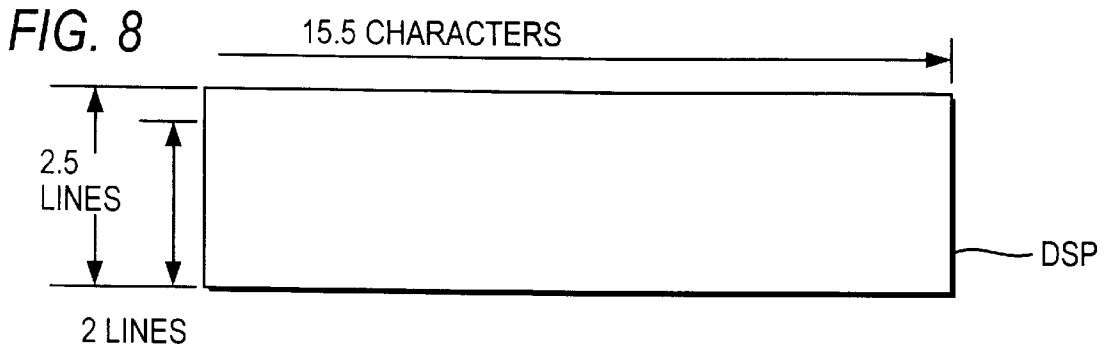 FIG. 8
15.5 CHARACTERS
2.5
LINES
DSP
2 LINES